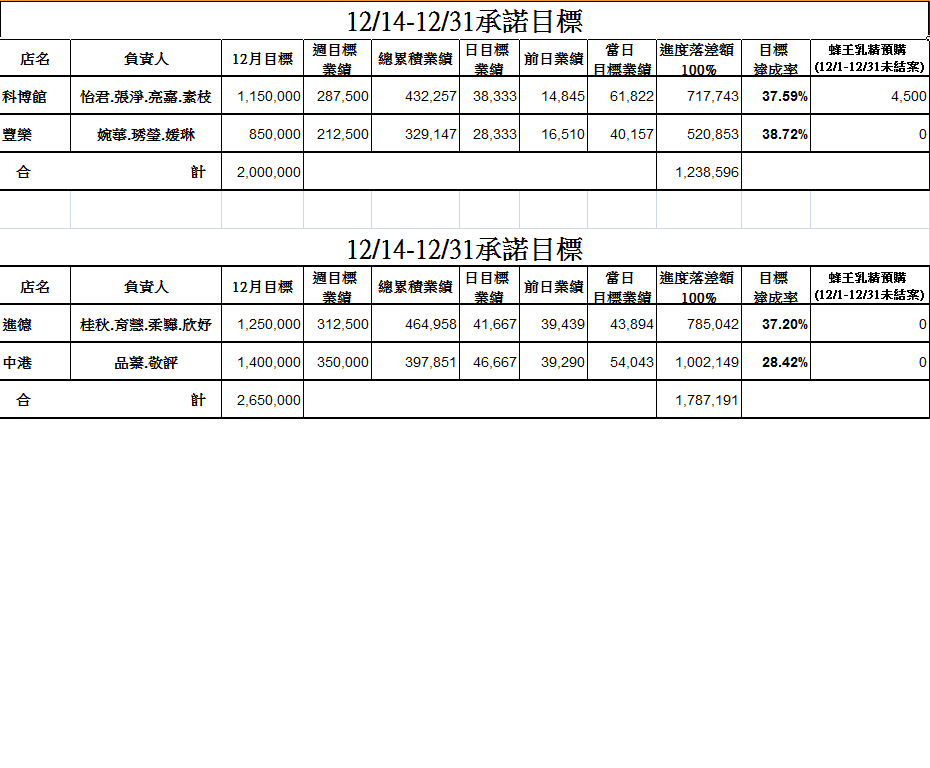 12/14-12/31承諾目標
店名 負責人 12月目標 週目標業績 總累積業績 日目標業績 前日業績 當日目標業績 進度落差額100% 目標達成率 蜂王乳精預購(12/1-12/31未結案)
科博館 怡君.張淨.亮嘉.素枝 1,150,000 287,500 432,257 38,333 14,845 61,822 717,743 37.59% 4,500
豐樂 婉華.琇瑩.媛琳 850,000 212,500 329,147 28,333 16,510 40,157 520,853 38.72% 0
合計 2,000,000 1,238,596
12/14-12/31承諾目標
店名 負責人 12月目標 週目標業績 總累積業績 日目標業績 前日業績 當日目標業績 進度落差額100% 目標達成率 蜂王乳精預購(12/1-12/31未結案)
進德 桂秋.育慧.柔驊.欣妤 1,250,000 312,500 464,958 41,667 39,439 43,894 785,042 37.20% 0
中港 品蓁.敬評 1,400,000 350,000 397,851 46,667 39,290 54,043 1,002,149 28.42% 0
合計 2,650,000 1,787,191